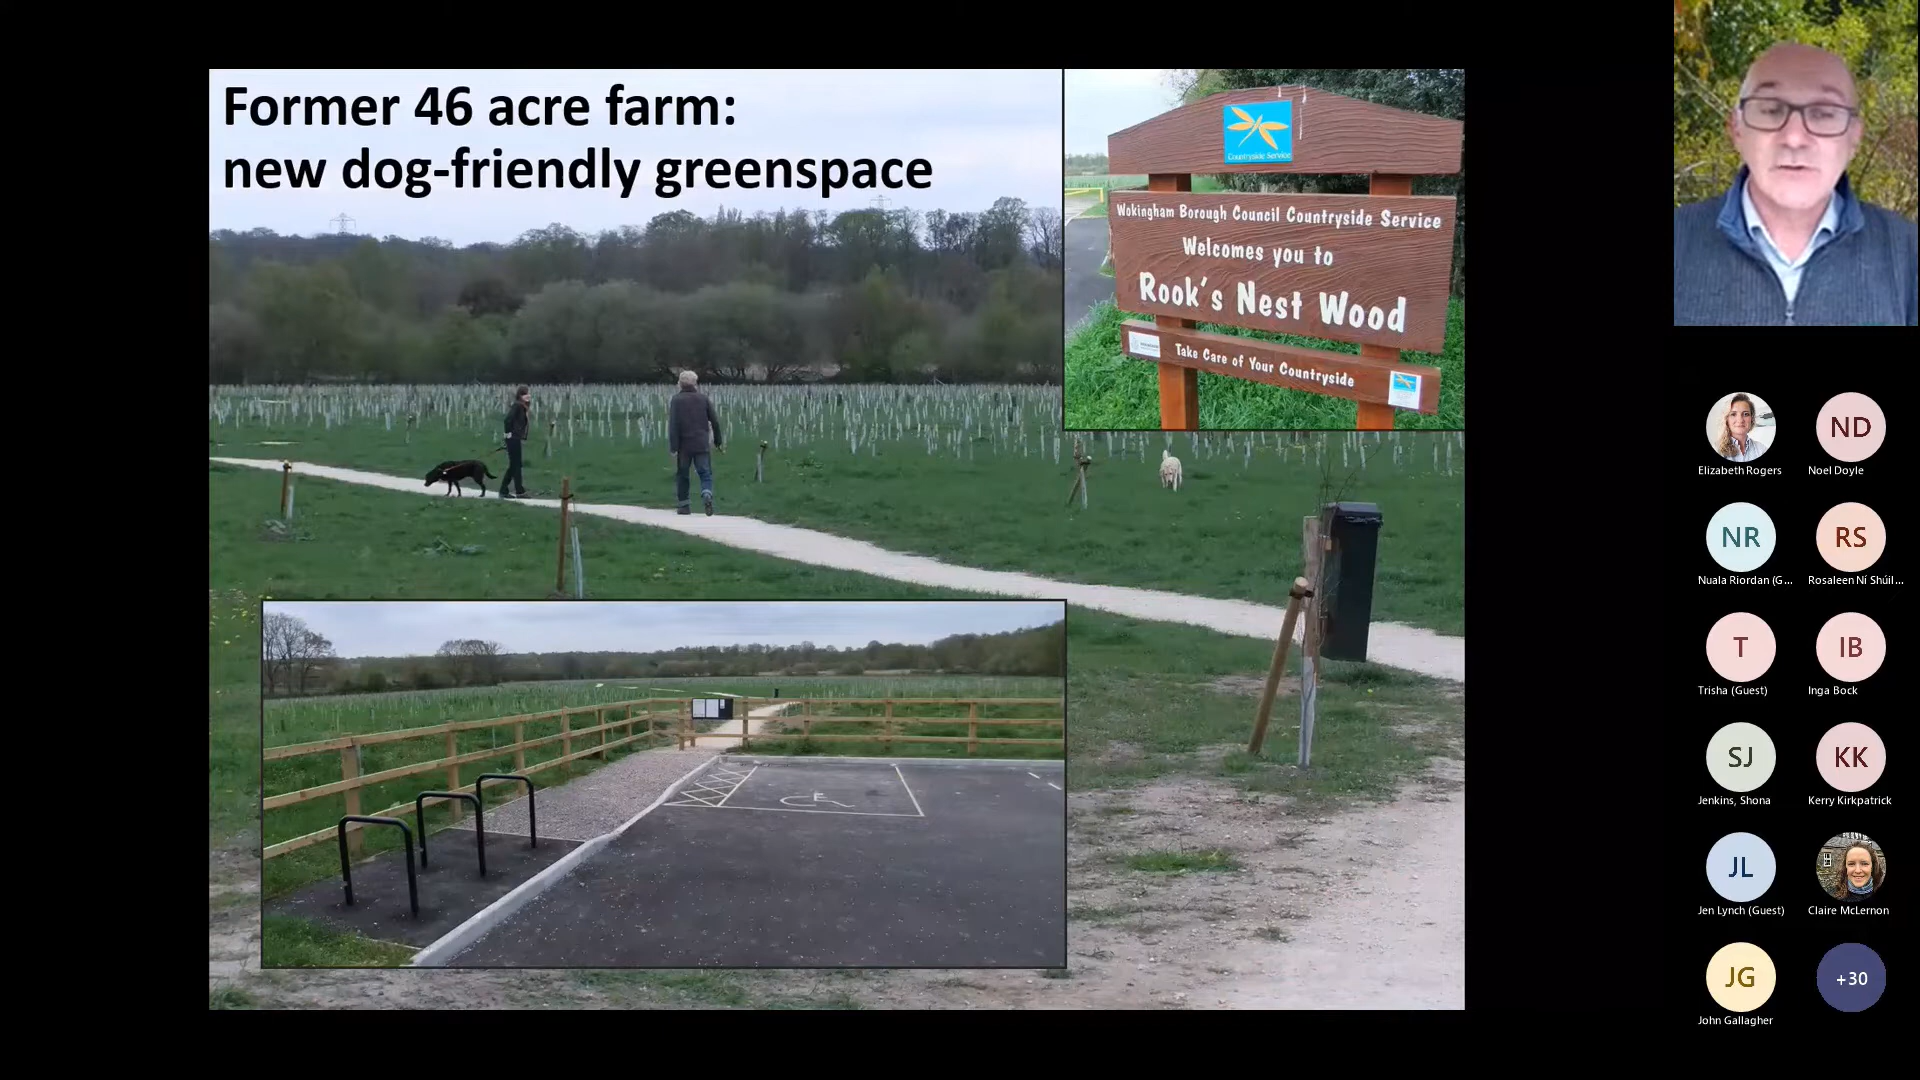 Former 46 acre farm:
new dog-friendly greenspace
Countryside Service
Wokingham Borough Council Countryside Service
Welcomes you to
Rook's Nest Wood
Take Care of Your Countryside
Elizabeth Rogers
ND
Noel Doyle
NR
Nuala Riordan (G...
RS
Rosaleen Ní Shúil...
T
Trisha (Guest)
IB
Inga Bock
SJ
Jenkins, Shona
KK
Kerry Kirkpatrick
JL
Jen Lynch (Guest)
Claire McLernon
JG
John Gallagher
+30